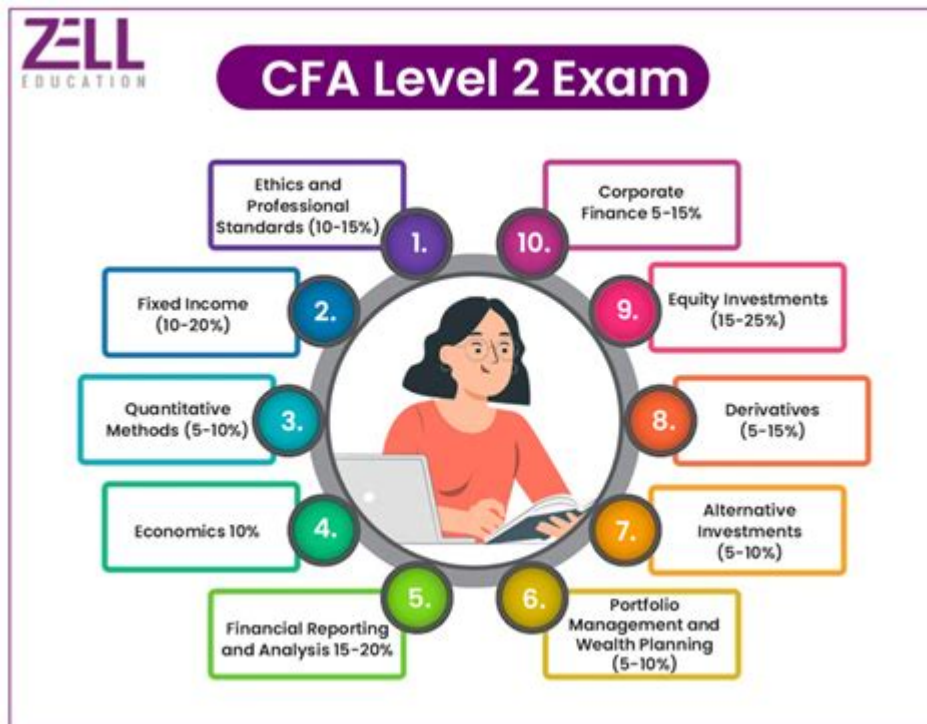 ZELL
EDUCATION
CFA Level 2 Exam
Ethics and
Professional
Standards (10-15%)
1.
Fixed Income
(10-20%)
2.
Quantitative
Methods (5-10%)
3.
Economics 10%
4.
Financial Reporting
and Analysis 15-20%
5.
6.
Portfolio
Management and
Wealth Planning
(5-10%)
7.
Alternative
Investments
(5-10%)
8.
Derivatives
(5-15%)
9.
Equity Investments
(15-25%)
10.
Corporate
Finance 5-15%